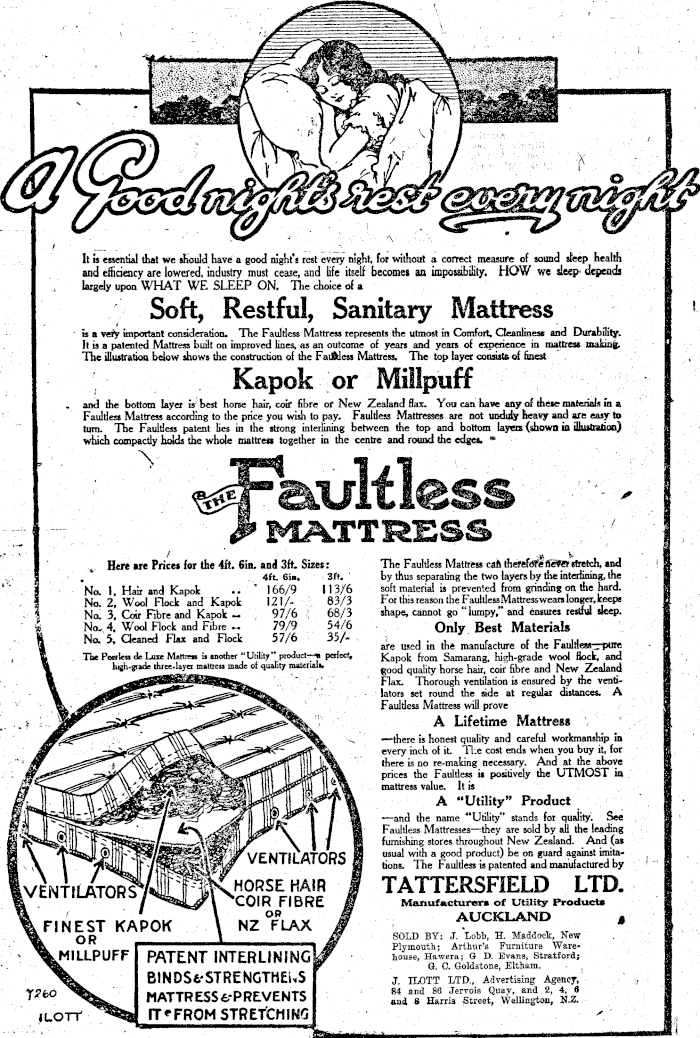 A Good night's rest every night
It is essential that we should have a good night's rest every night, for without a correct measure of sound sleep health
and efficiency are lowered, industry must cease, and life itself becomes an impossibility. HOW we sleep depends
largely upon WHAT WE SLEEP ON. The choice of a
Soft, Restful, Sanitary Mattress
is a very important consideration. The Faultless Mattress represents the utmost in Comfort, Cleanliness and Durability.
It is a patented Mattress built on improved lines, as an outcome of years and years of experience in mattress making.
The illustration below shows the construction of the Faultless Mattress. The top layer consists of finest
Kapok or Millpuff
and the bottom layer is best horse hair, coir fibre or New Zealand flax. You can have any of these materials in a
Faultless Mattress according to the price you wish to pay. Faultless Mattresses are not unduly heavy and are easy to
turn. The Faultless patent lies in the strong interlining between the top and bottom layers (shown in illustration)
which compactly holds the whole mattress together in the centre and round the edges.
THE Faultless
MATTRESS
Here are Prices for the 4ft. 6in. and 3ft. Sizes:
4ft. 6in. 3ft.
No. 1, Hair and Kapok .. 166/9 113/6
No. 2, Wool Flock and Kapok 121/- 83/3
No. 3, Coir Fibre and Kapok .. 97/6 68/3
No. 4, Wool Flock and Fibre .. 79/9 54/6
No. 5, Cleaned Flax and Flock 57/6 35/-
The Peerless de Luxe Mattress is another "Utility" product—a perfect,
high-grade three-layer mattress made of quality materials.
The Faultless Mattress can therefore never stretch, and
by thus separating the two layers by the interlining, the
soft material is prevented from grinding on the hard.
For this reason the Faultless Mattress wears longer, keeps
shape, cannot go "lumpy," and ensures restful sleep.
Only Best Materials
are used in the manufacture of the Faultless—pure
Kapok from Samarang, high-grade wool flock, and
good quality horse hair, coir fibre and New Zealand
Flax. Thorough ventilation is ensured by the venti-
lators set round the side at regular distances. A
Faultless Mattress will prove
A Lifetime Mattress
—there is honest quality and careful workmanship in
every inch of it. The cost ends when you buy it, for
there is no re-making necessary. And at the above
prices the Faultless is positively the UTMOST in
mattress value. It is
A "Utility" Product
—and the name "Utility" stands for quality. See
Faultless Mattresses—they are sold by all the leading
furnishing stores throughout New Zealand. And (as
usual with a good product) be on guard against imita-
tions. The Faultless is patented and manufactured by
TATTERSFIELD LTD.
Manufacturers of Utility Products
AUCKLAND
SOLD BY: J. Lobb, H. Maddock, New
Plymouth; Arthur's Furniture Ware-
house, Hawera; G D. Evans, Stratford;
G. C. Goldstone, Eltham.
J. ILOTT LTD., Advertising Agency,
84 and 86 Jervois Quay, and 2, 4, 6
and 8 Harris Street, Wellington, N.Z.
VENTILATORS
VENTILATORS
FINEST KAPOK
OR
MILLPUFF
HORSE HAIR
COIR FIBRE
OR
NZ FLAX
PATENT INTERLINING
BINDS & STRENGTHENS
MATTRESS & PREVENTS
IT FROM STRETCHING
Y260
ILOTT